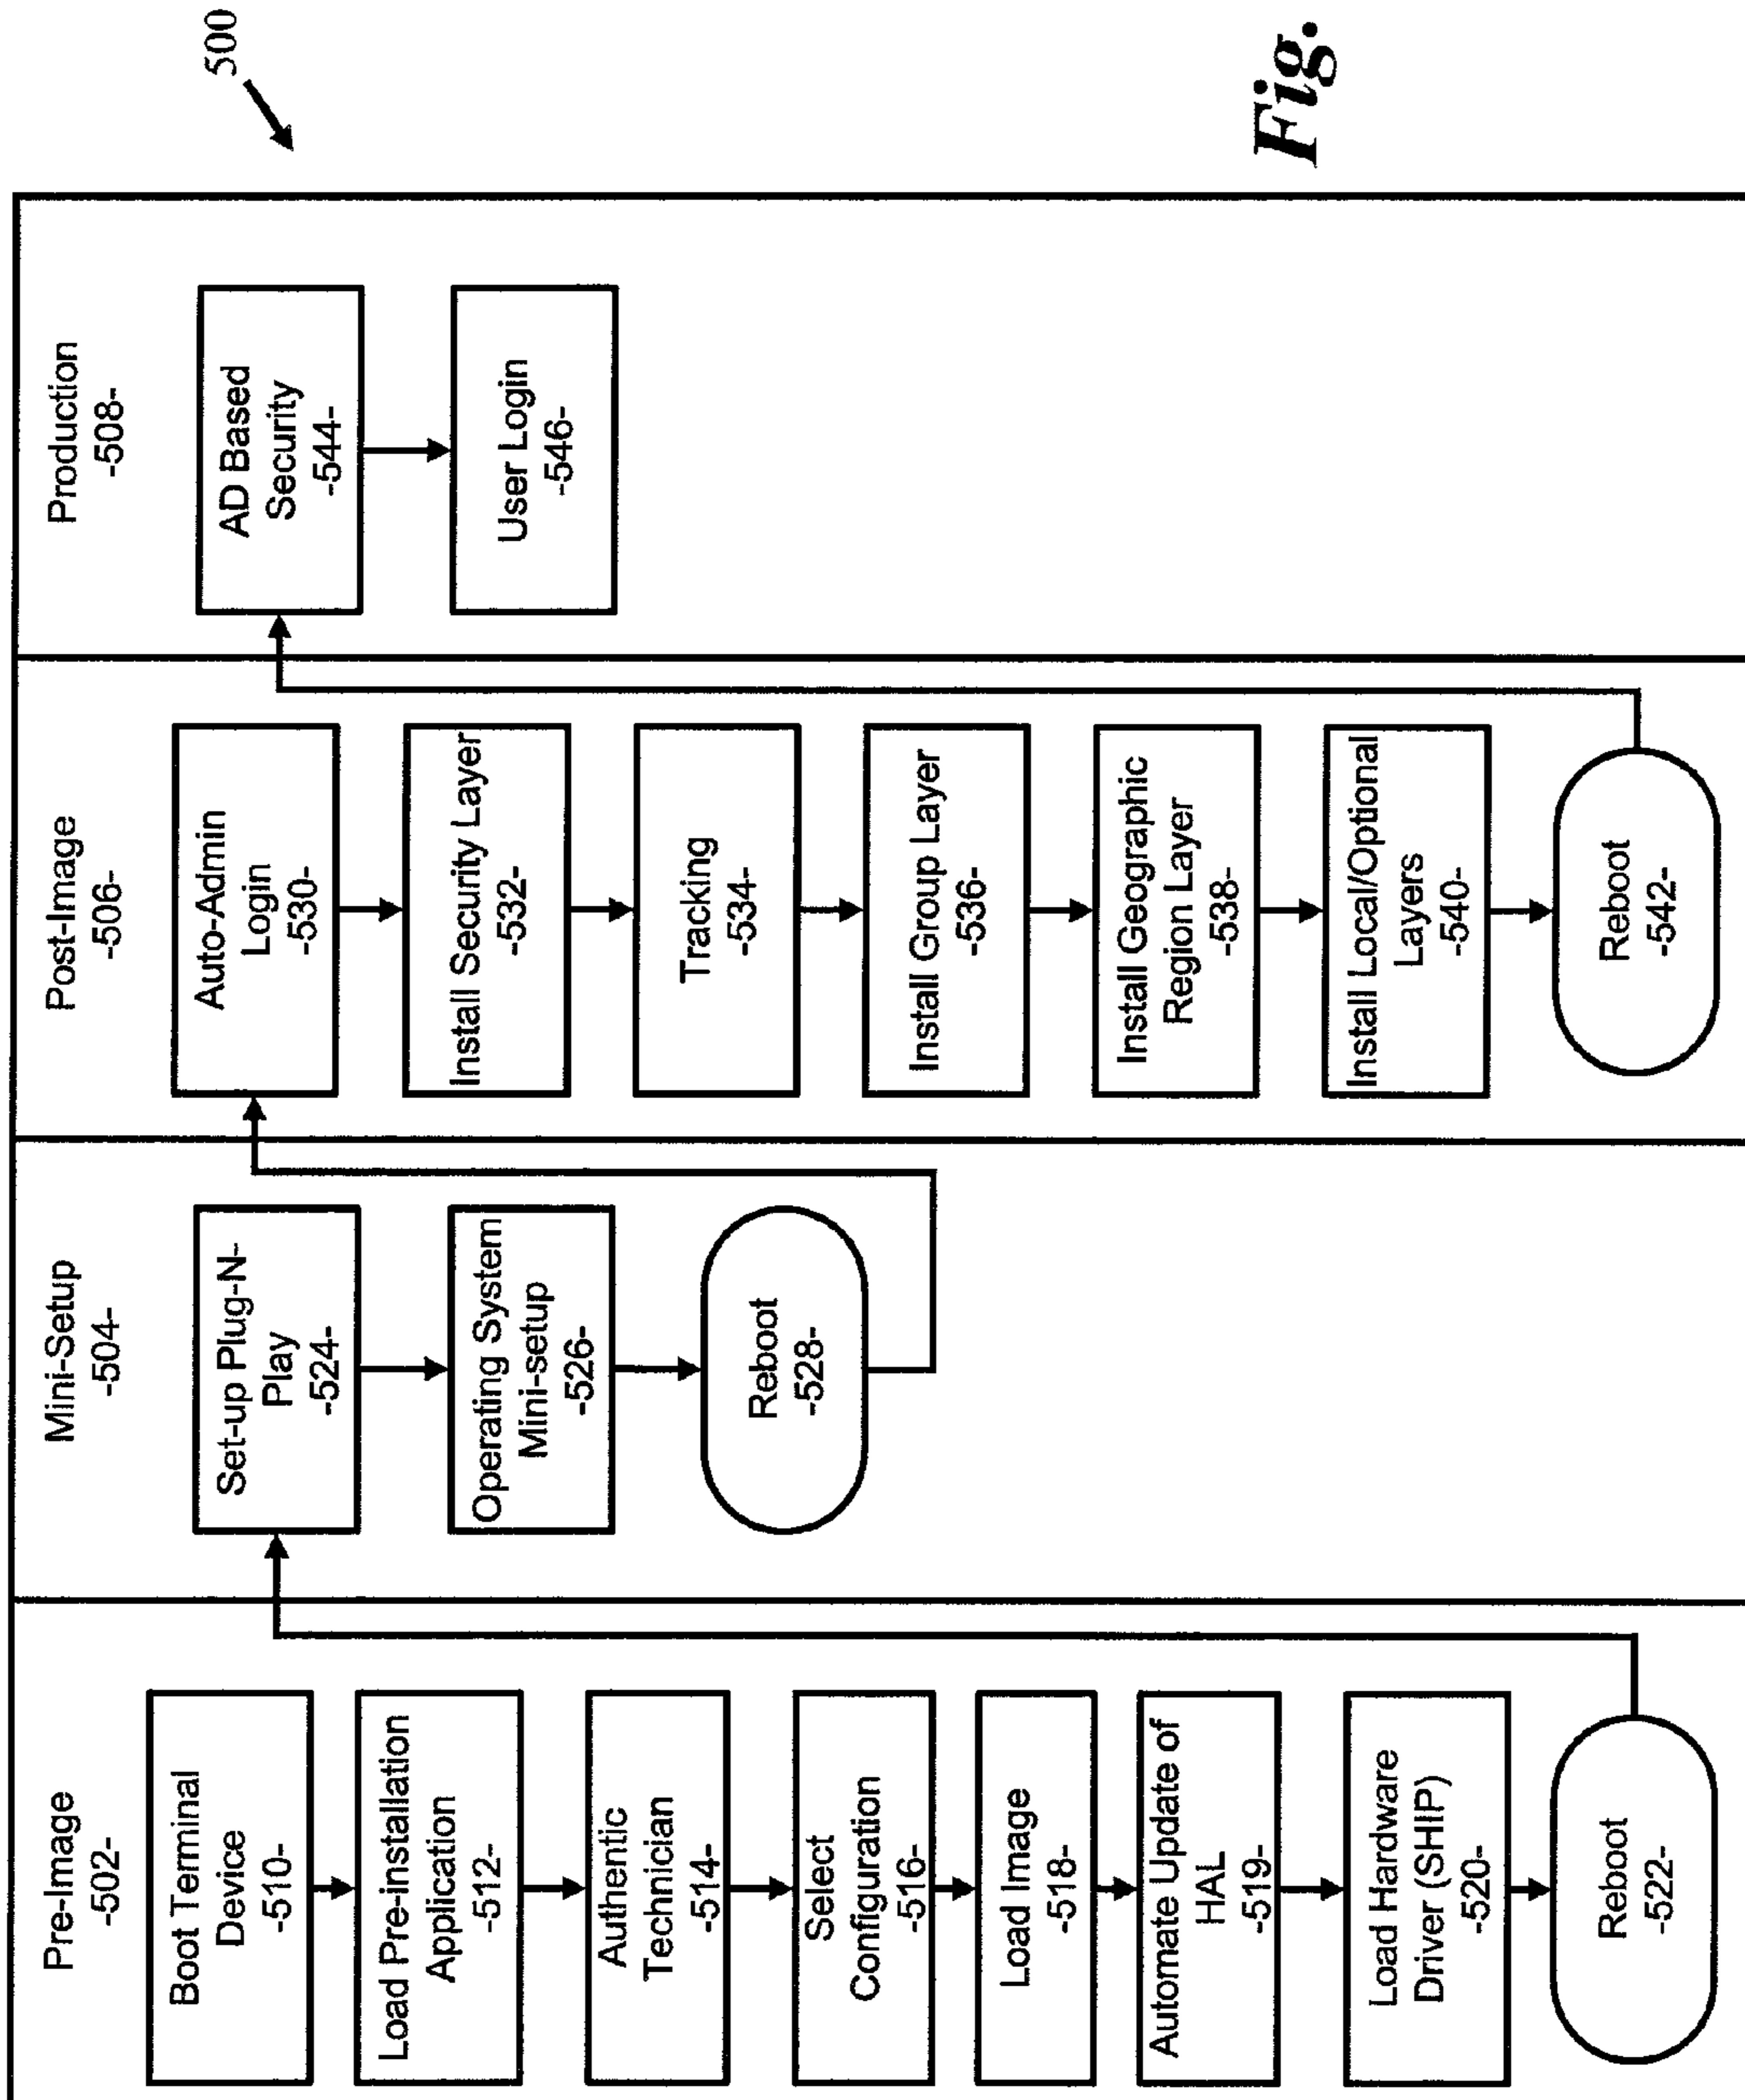 500
Pre-Image
-502-
Boot Terminal
Device
-510-
Load Pre-installation
Application
-512-
Authentic
Technician
-514-
Select
Configuration
-516-
Load Image
-518-
Automate Update of
HAL
-519-
Load Hardware
Driver (SHIP)
-520-
Reboot
-522-
Mini-Setup
-504-
Set-up Plug-N-
Play
-524-
Operating System
Mini-setup
-526-
Reboot
-528-
Post-Image
-506-
Auto-Admin
Login
-530-
Install Security Layer
-532-
Tracking
-534-
Install Group Layer
-536-
Install Geographic
Region Layer
-538-
Install Local/Optional
Layers
-540-
Reboot
-542-
Production
-508-
AD Based
Security
-544-
User Login
-546-
Fig.